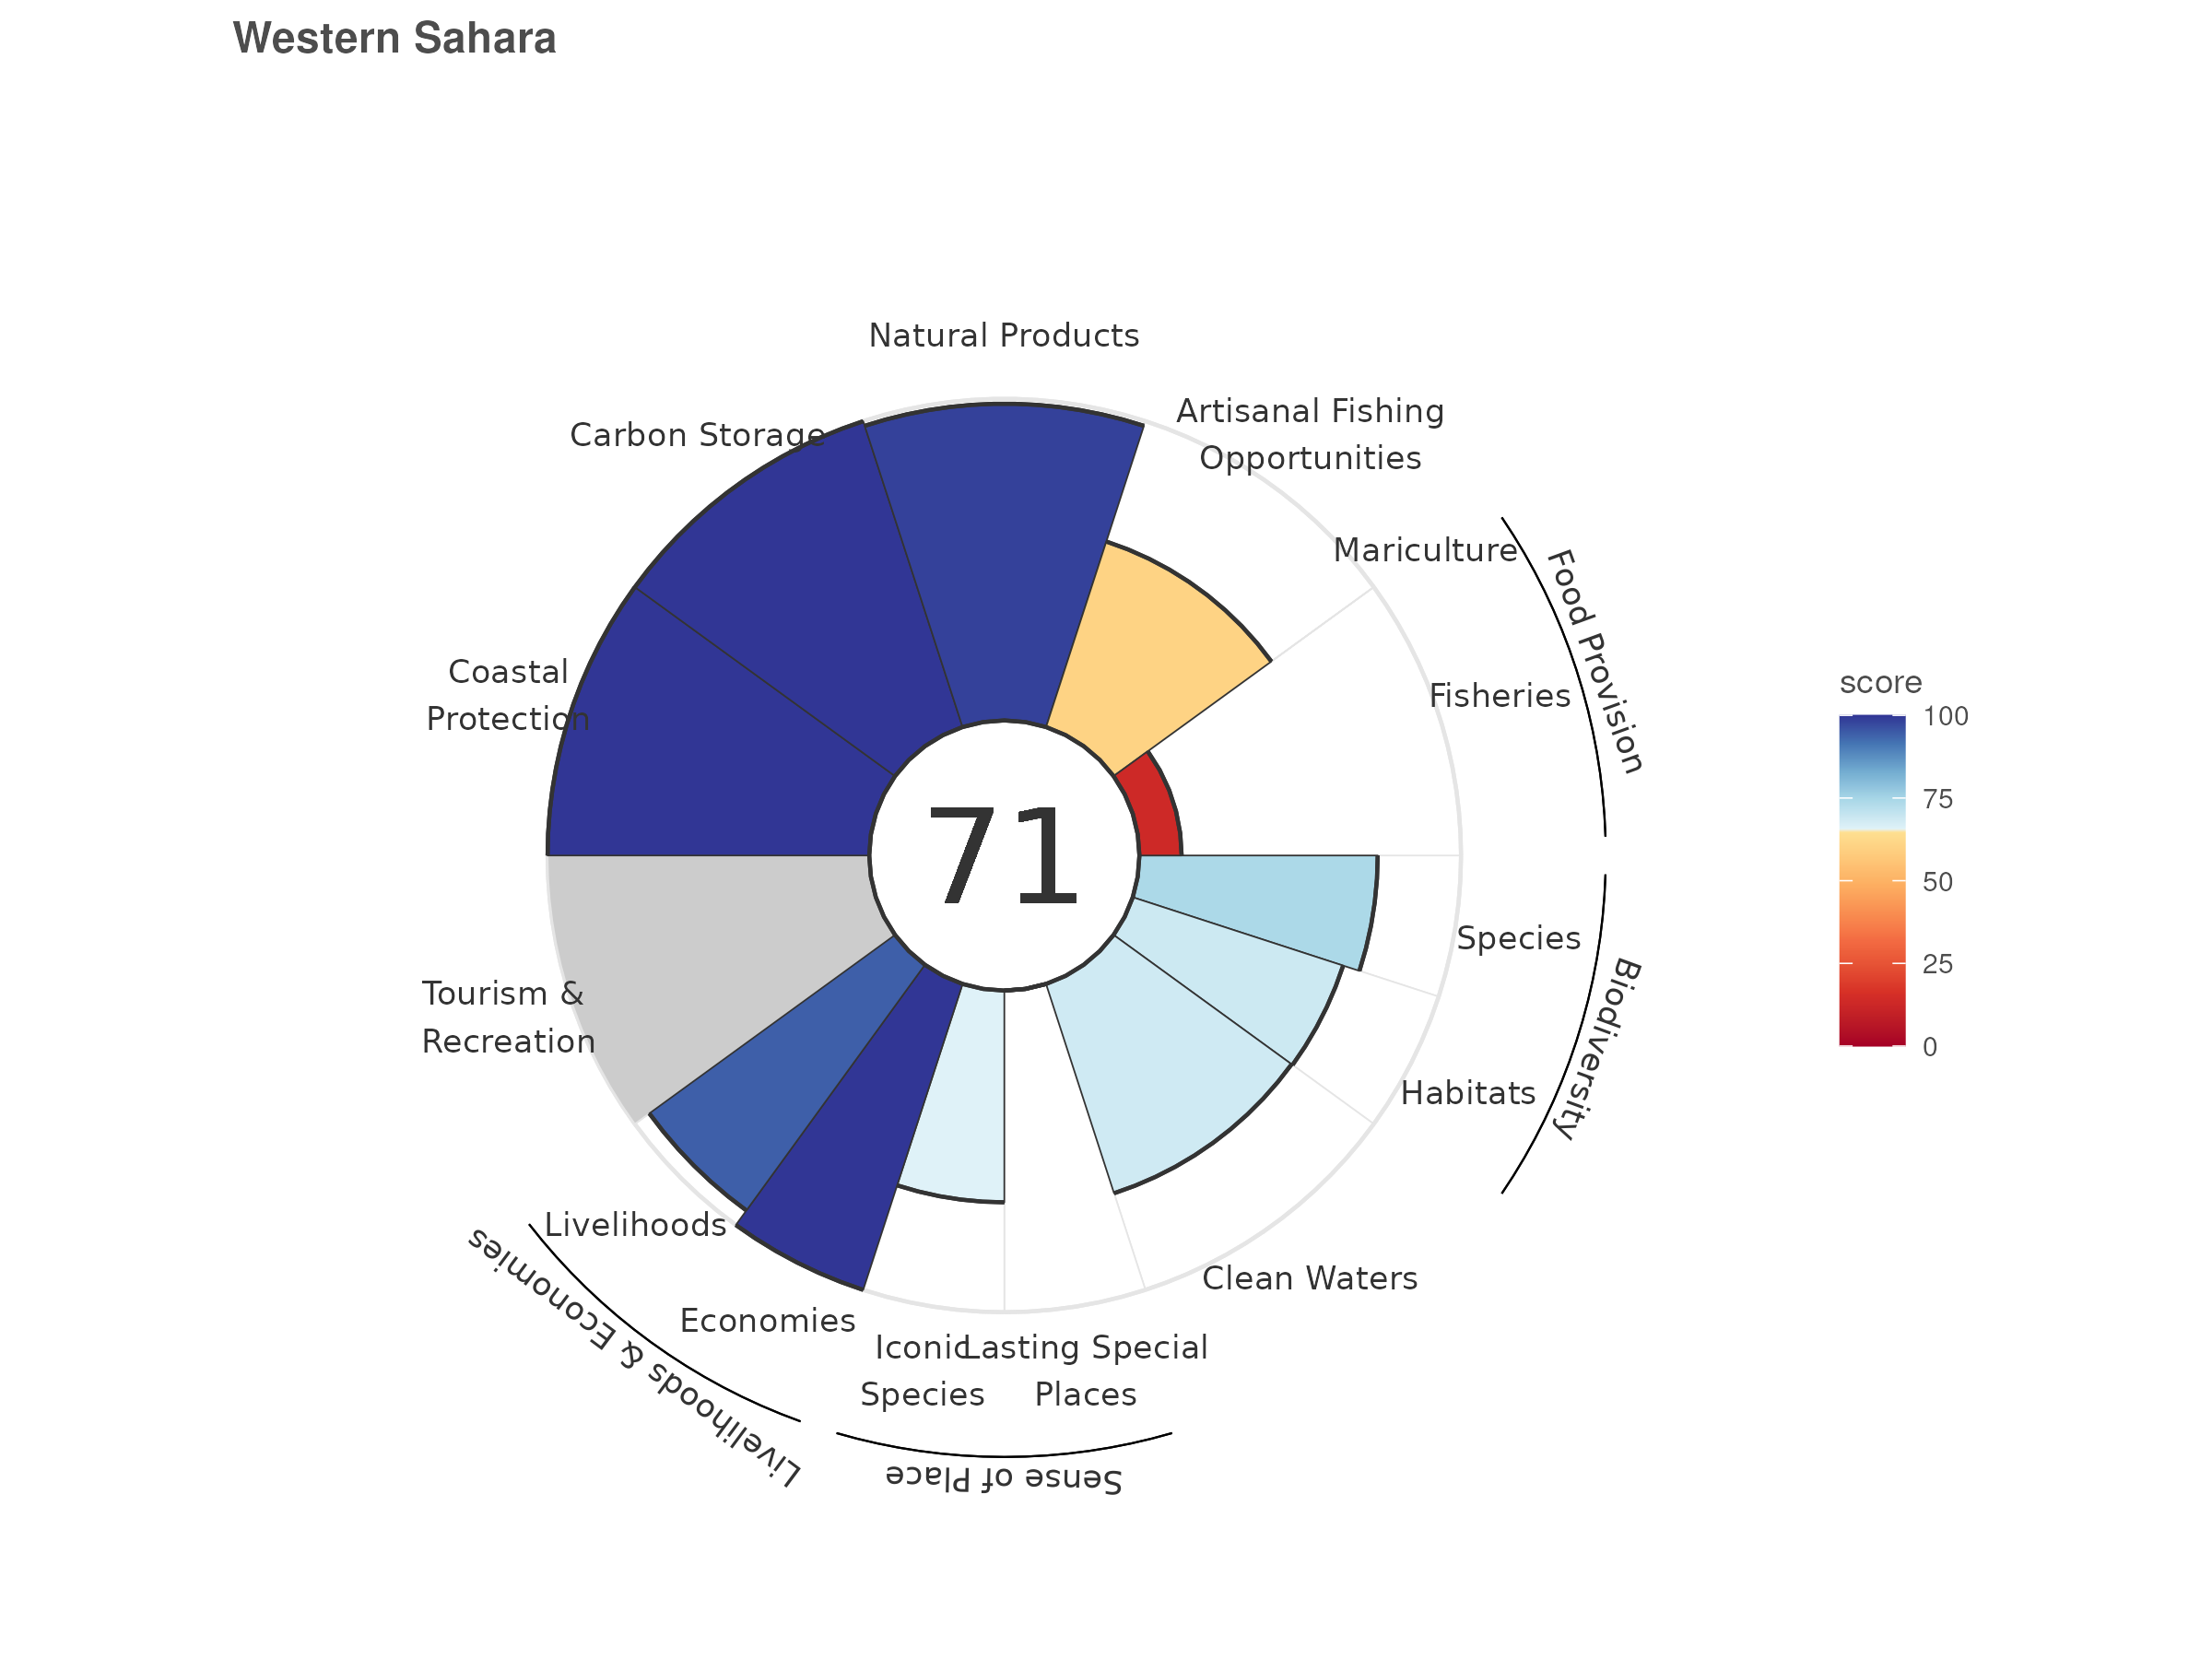 Western Sahara
Natural Products
Artisanal Fishing
Opportunities
Carbon Storage
Mariculture
Food Provision
Fisheries
Coastal
Protection
71
score
100
75
50
25
0
Species
Biodiversity
Habitats
Tourism &
Recreation
Livelihoods
Livelihoods & Economies
Clean Waters
Economies
Iconic
Species
Lasting Special
Places
Sense of Place